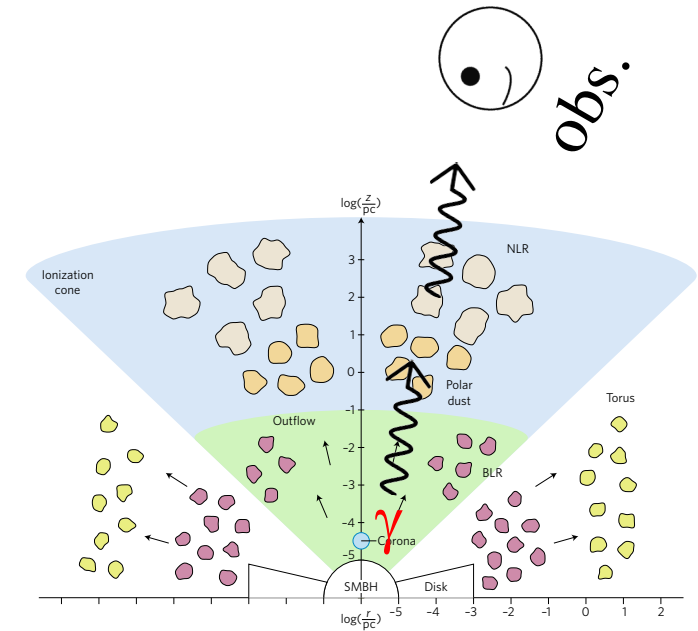 obs.
log(z/pc)
NLR
Ionization
cone
3
2
1
0
-1
-2
-3
-4
-5
Polar
dust
Torus
Outflow
BLR
γ
Corona
SMBH
Disk
log(r/pc)
-5 -4 -3 -2 -1 0 1 2